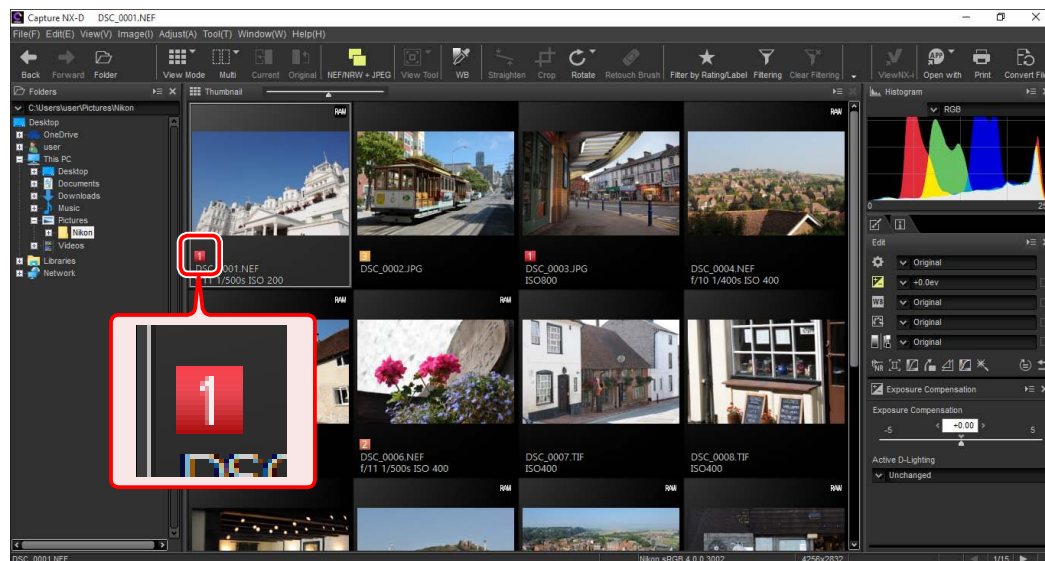 Capture NX-D DSC_0001.NEF
File(F) Edit(E) View(V) Image(I) Adjust(A) Tool(T) Window(W) Help(H)
Back Forward Folder View Mode Multi Current Original NEF/NRW + JPEG View Tool WB Straighten Crop Rotate Retouch Brush Filter by Rating/Label Filtering Clear Filtering ViewNX-i Open with Print Convert File
Folders
C:\Users\user\Pictures\Nikon
Desktop
OneDrive
user
This PC
Desktop
Documents
Downloads
Music
Pictures
Nikon
Videos
Libraries
Network
Thumbnail
RAW
RAW
1
DSC_0001.NEF
f/11 1/500s ISO 200
3
DSC_0002.JPG
1
DSC_0003.JPG
ISO800
DSC_0004.NEF
f/10 1/400s ISO 400
1
RAW
RAW
2
DSC_0006.NEF
f/11 1/500s ISO 400
DSC_0007.TIF
ISO400
DSC_0008.TIF
ISO400
RAW
RAW
RAW
Histogram
RGB
0
Edit
Original
+0.0ev
WB Original
Original
Original
NR
Exposure Compensation
Exposure Compensation
-5 +0.00 5
Active D-Lighting
Unchanged
DSC_0001.NEF Nikon sRGB 4.0.0.3002 4256x2832 1/15